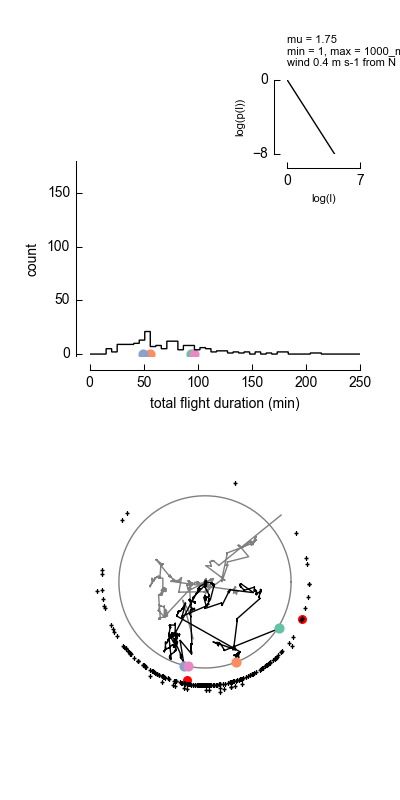 mu = 1.75
min = 1, max = 1000_m
wind 0.4 m s-1 from N
0
log(p(l))
−8
0 7
log(l)
150
100
50
0
count
0 50 100 150 200 250
total flight duration (min)